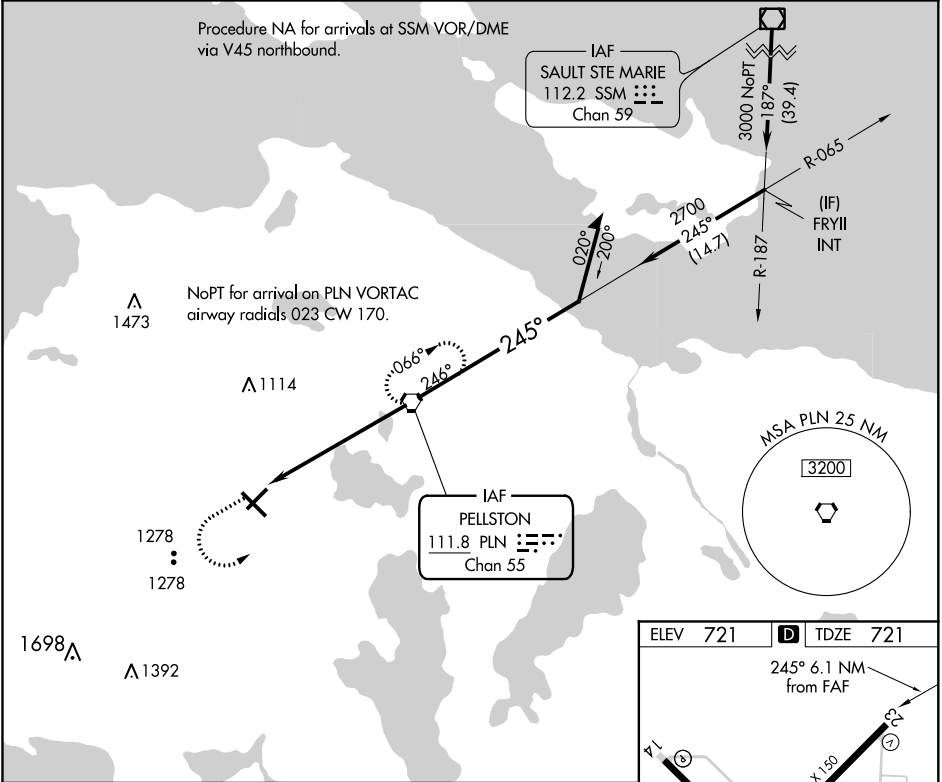 Procedure NA for arrivals at SSM VOR/DME
via V45 northbound.
IAF
SAULT STE MARIE
112.2 SSM
Chan 59
3000 NoPT
187°
(39.4)
R-065
(IF)
FRYII
INT
R-187
2700
245°
(14.7)
020°
200°
NoPT for arrival on PLN VORTAC
airway radials 023 CW 170.
1473
1114
245°
066°
246°
IAF
PELLSTON
111.8 PLN
Chan 55
MSA PLN 25 NM
3200
1278
1278
1698
1392
ELEV 721 D TDZE 721
245° 6.1 NM
from FAF
23
V
14
P
X 150